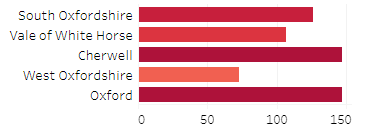 South Oxfordshire
Vale of White Horse
Cherwell
West Oxfordshire
Oxford
0 50 100 150